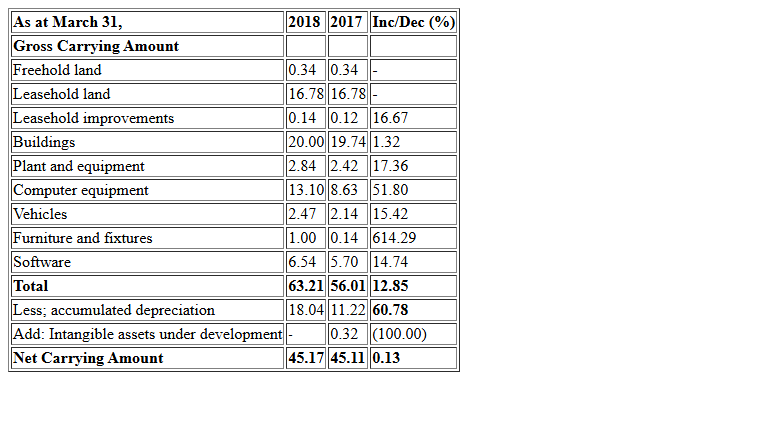 As at March 31, 2018 2017 Inc/Dec (%)
Gross Carrying Amount
Freehold land 0.34 0.34 -
Leasehold land 16.78 16.78 -
Leasehold improvements 0.14 0.12 16.67
Buildings 20.00 19.74 1.32
Plant and equipment 2.84 2.42 17.36
Computer equipment 13.10 8.63 51.80
Vehicles 2.47 2.14 15.42
Furniture and fixtures 1.00 0.14 614.29
Software 6.54 5.70 14.74
Total 63.21 56.01 12.85
Less; accumulated depreciation 18.04 11.22 60.78
Add: Intangible assets under development - 0.32 (100.00)
Net Carrying Amount 45.17 45.11 0.13